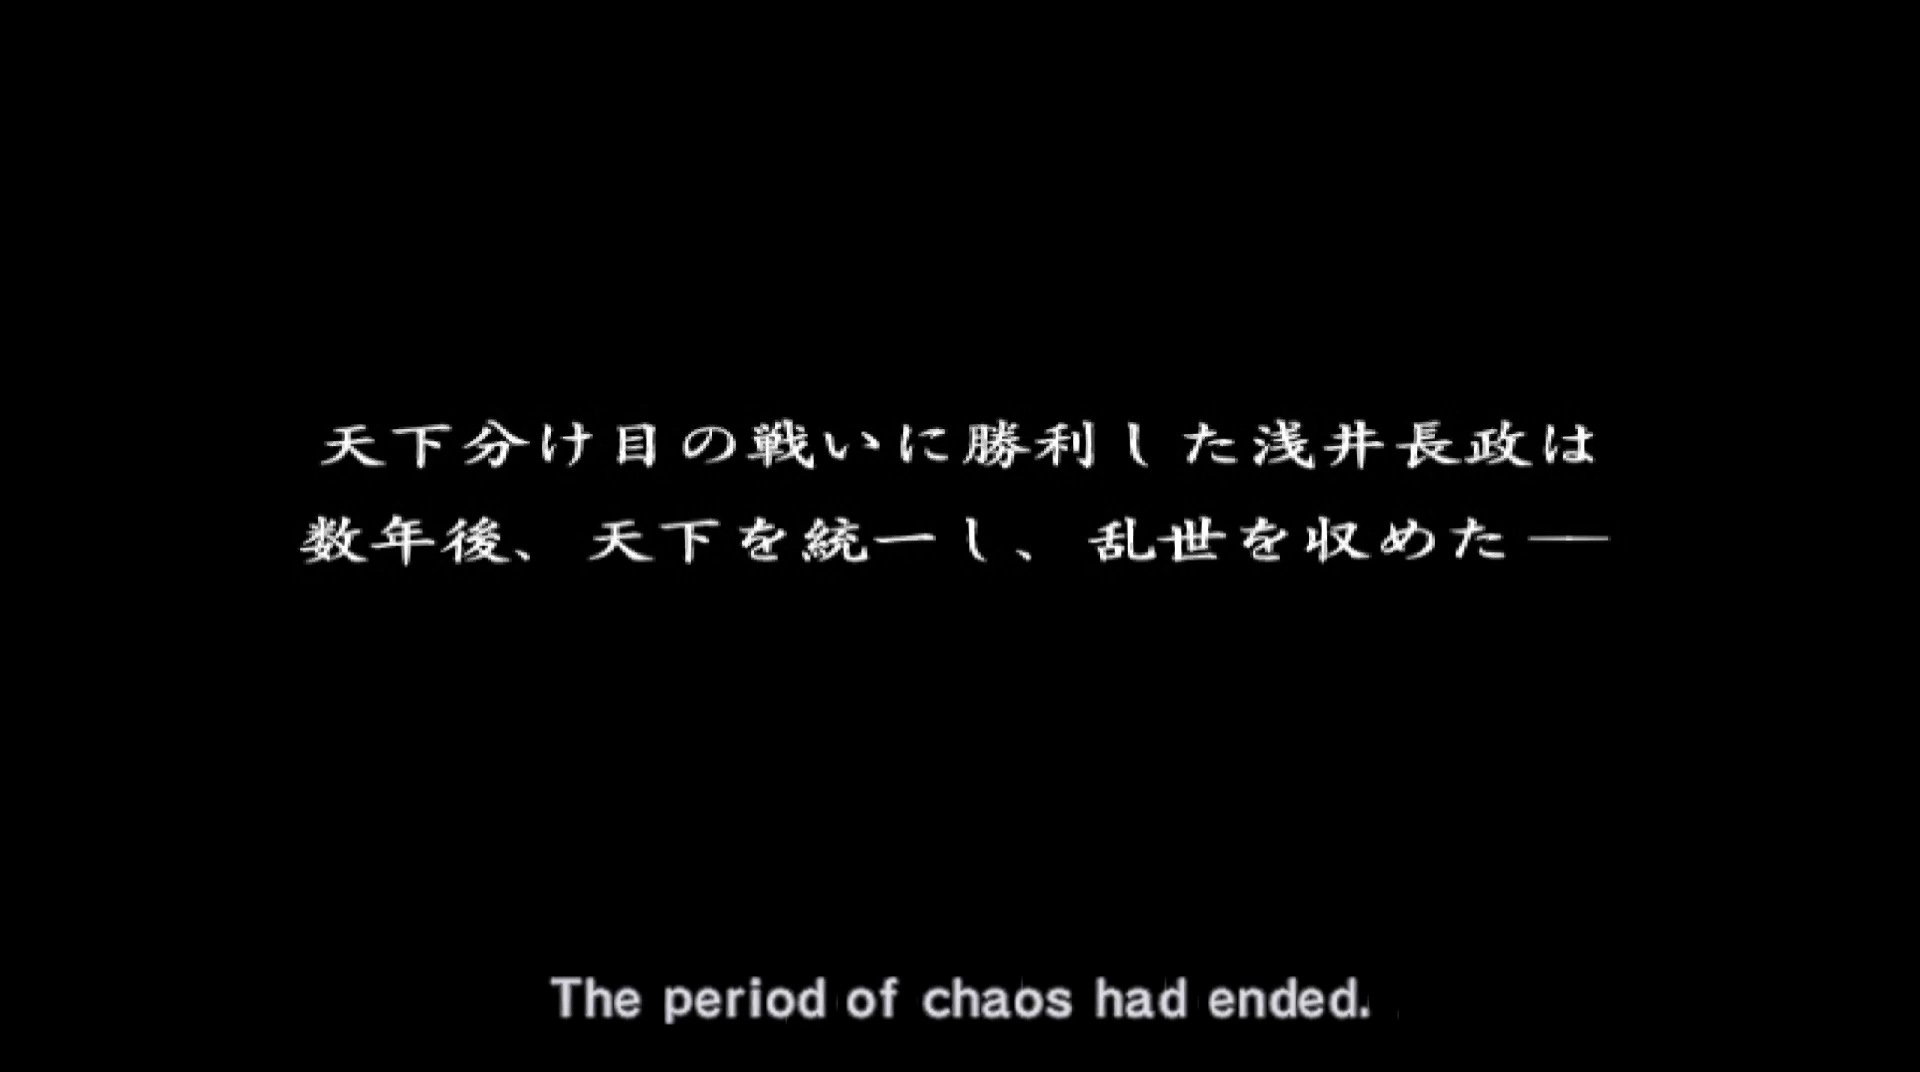 天下分け目の戦いに勝利した浅井長政は
数年後、天下を統一し、乱世を収めた――
The period of chaos had ended.